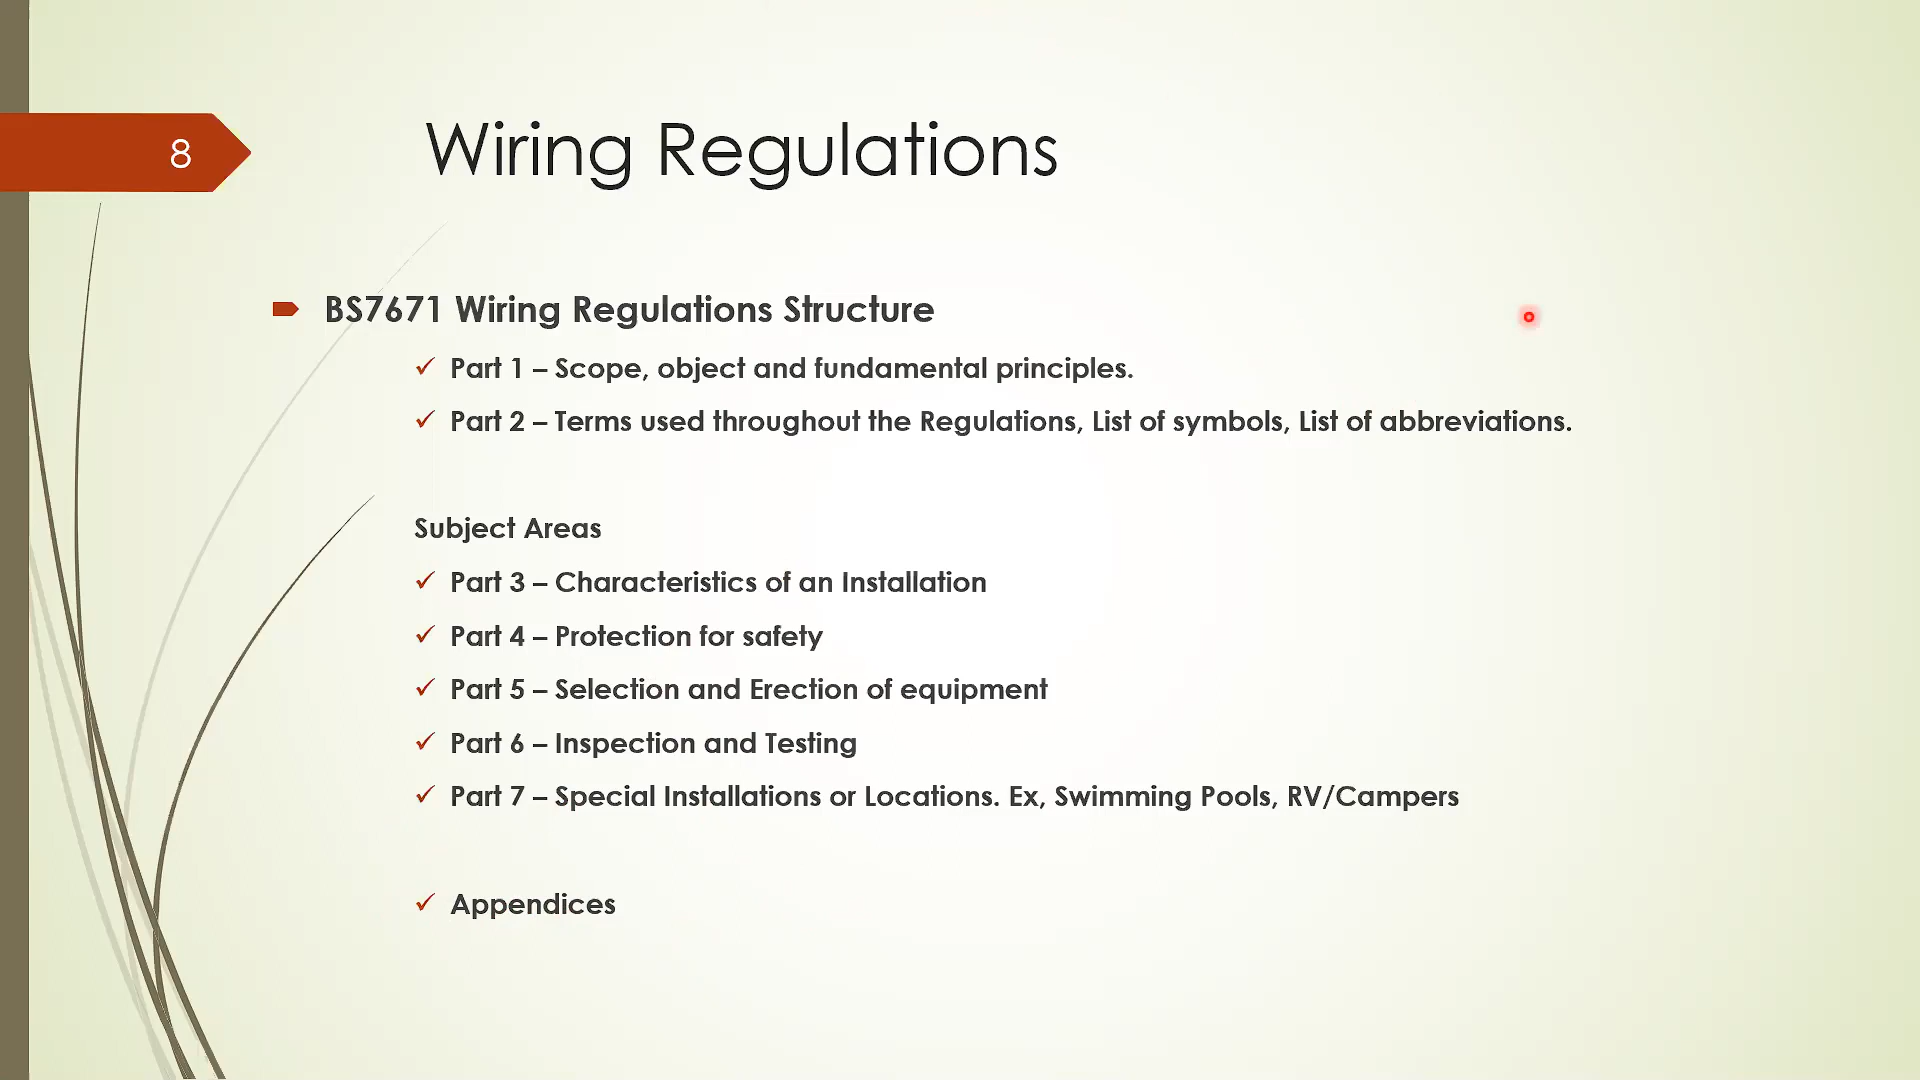 8
Wiring Regulations
BS7671 Wiring Regulations Structure
Part 1 – Scope, object and fundamental principles.
Part 2 – Terms used throughout the Regulations, List of symbols, List of abbreviations.
Subject Areas
Part 3 – Characteristics of an Installation
Part 4 – Protection for safety
Part 5 – Selection and Erection of equipment
Part 6 – Inspection and Testing
Part 7 – Special Installations or Locations. Ex, Swimming Pools, RV/Campers
Appendices